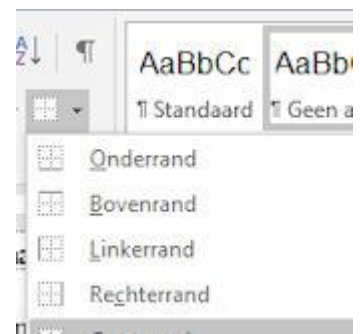 AaBbCc AaBb
¶ Standaard ¶ Geen a
Onderrand
Bovenrand
Linkerrand
Rechterrand